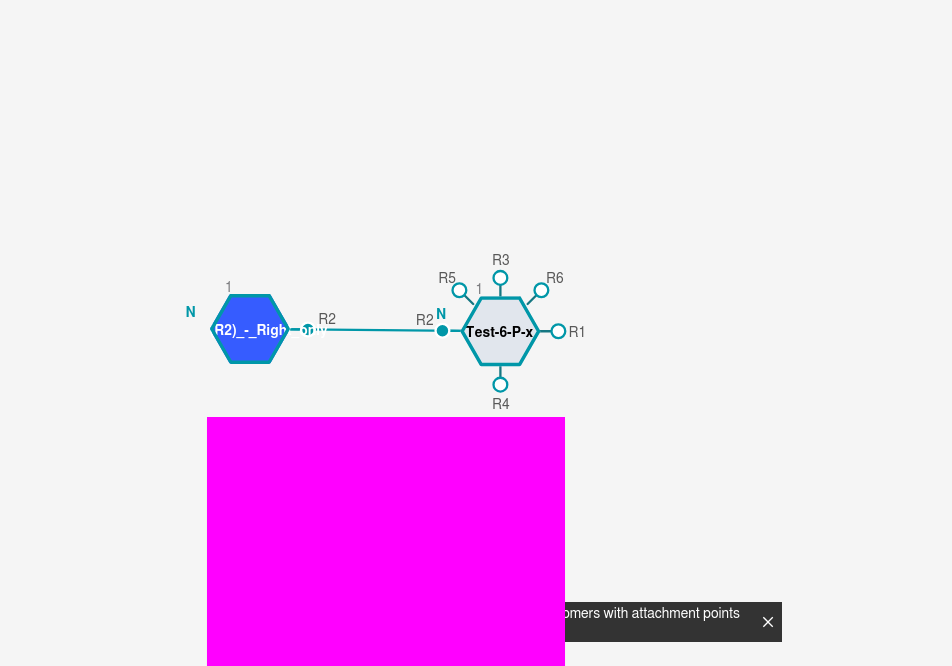 R3
R5
R6
1
1
N
N
R2
R2
R2)_-_Righ
Test-6-P-x
R1
R4
omers with attachment points